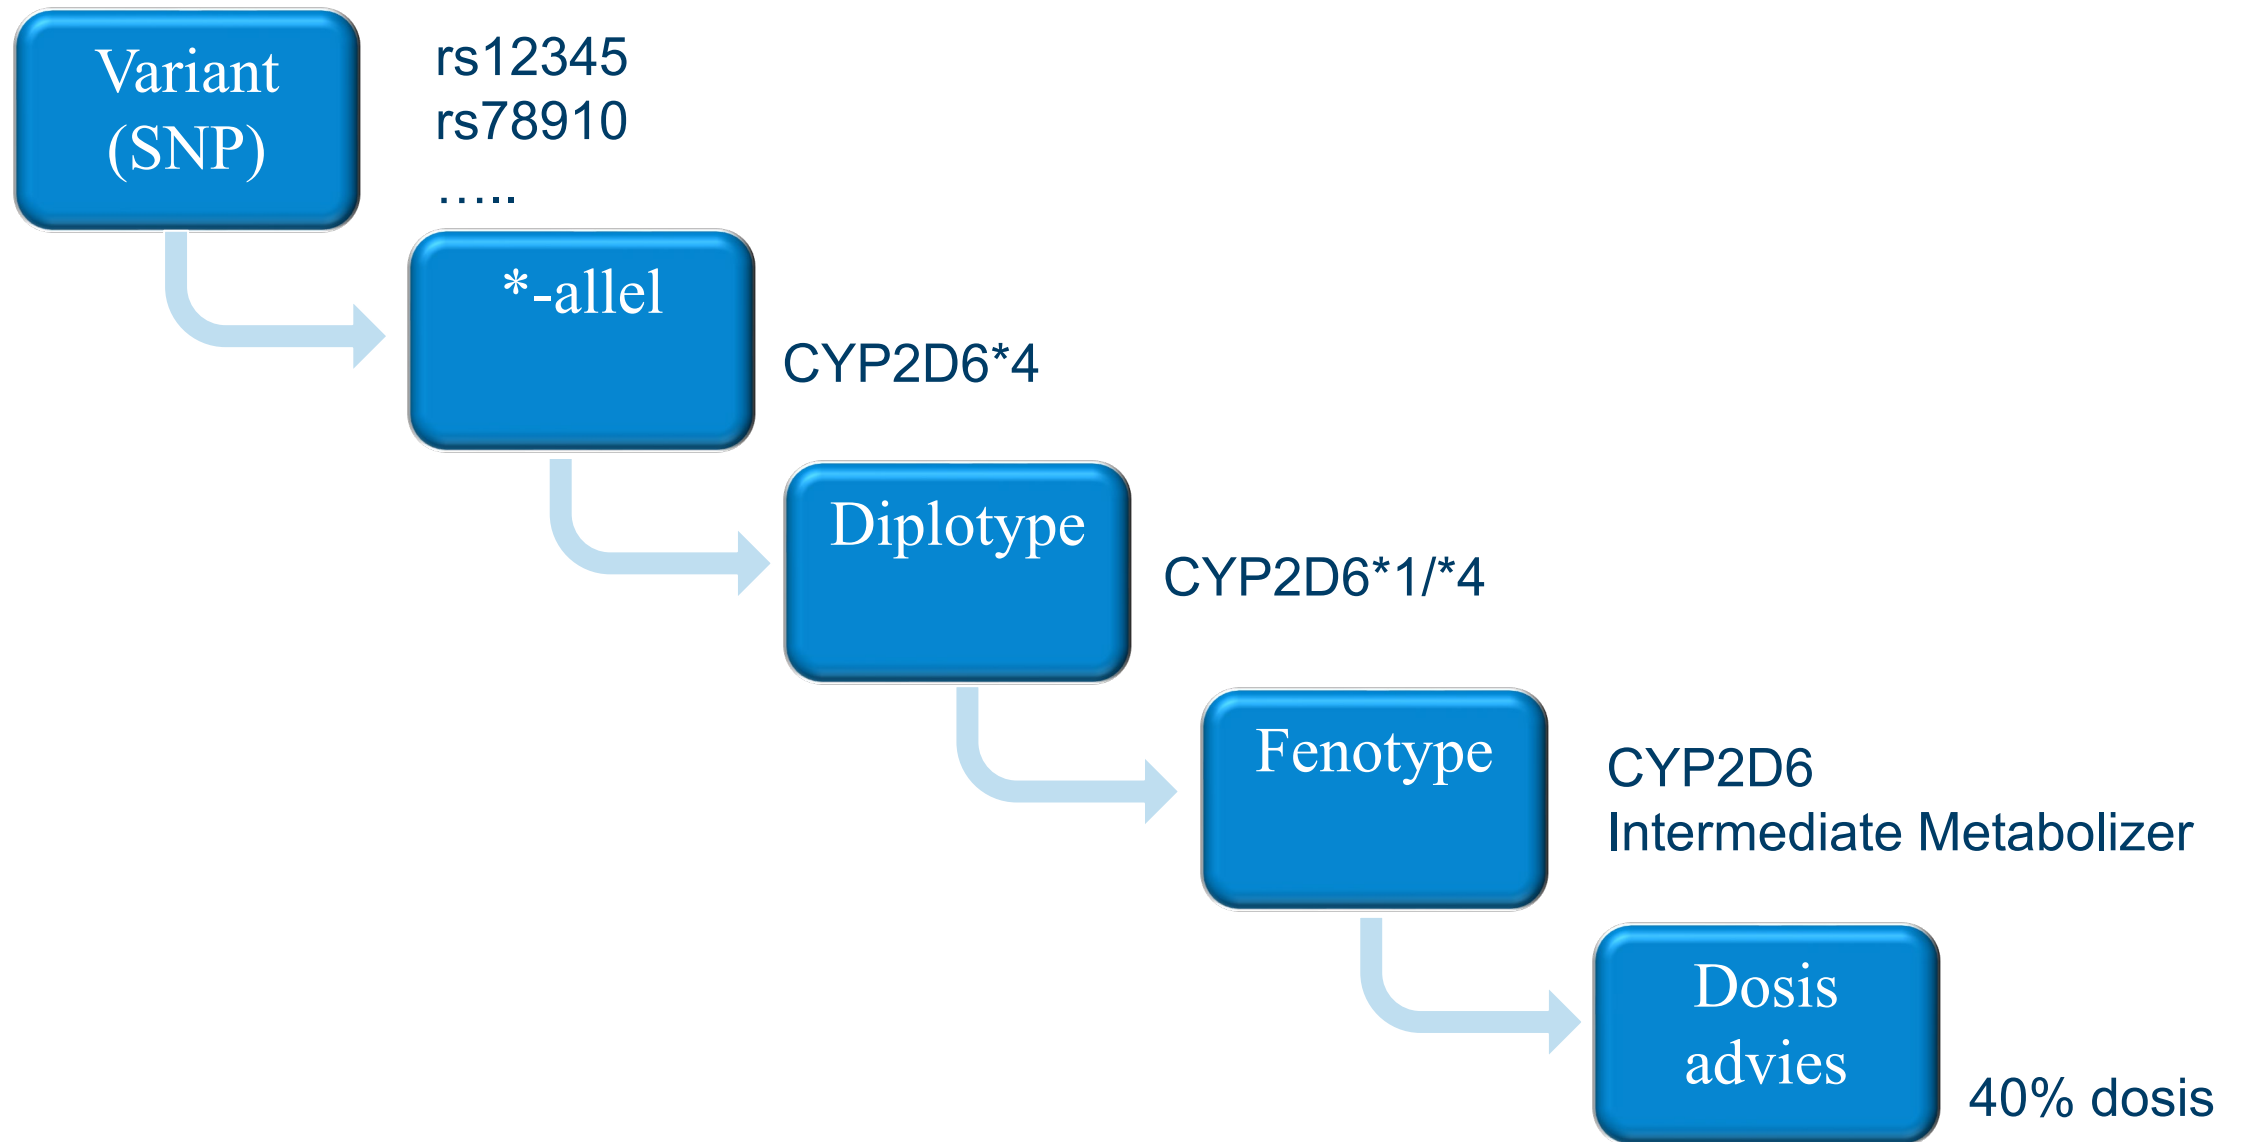 Variant
(SNP)
rs12345
rs78910
…..
*-allel
CYP2D6*4
Diplotype
CYP2D6*1/*4
Fenotype
CYP2D6
Intermediate Metabolizer
Dosis
advies
40% dosis